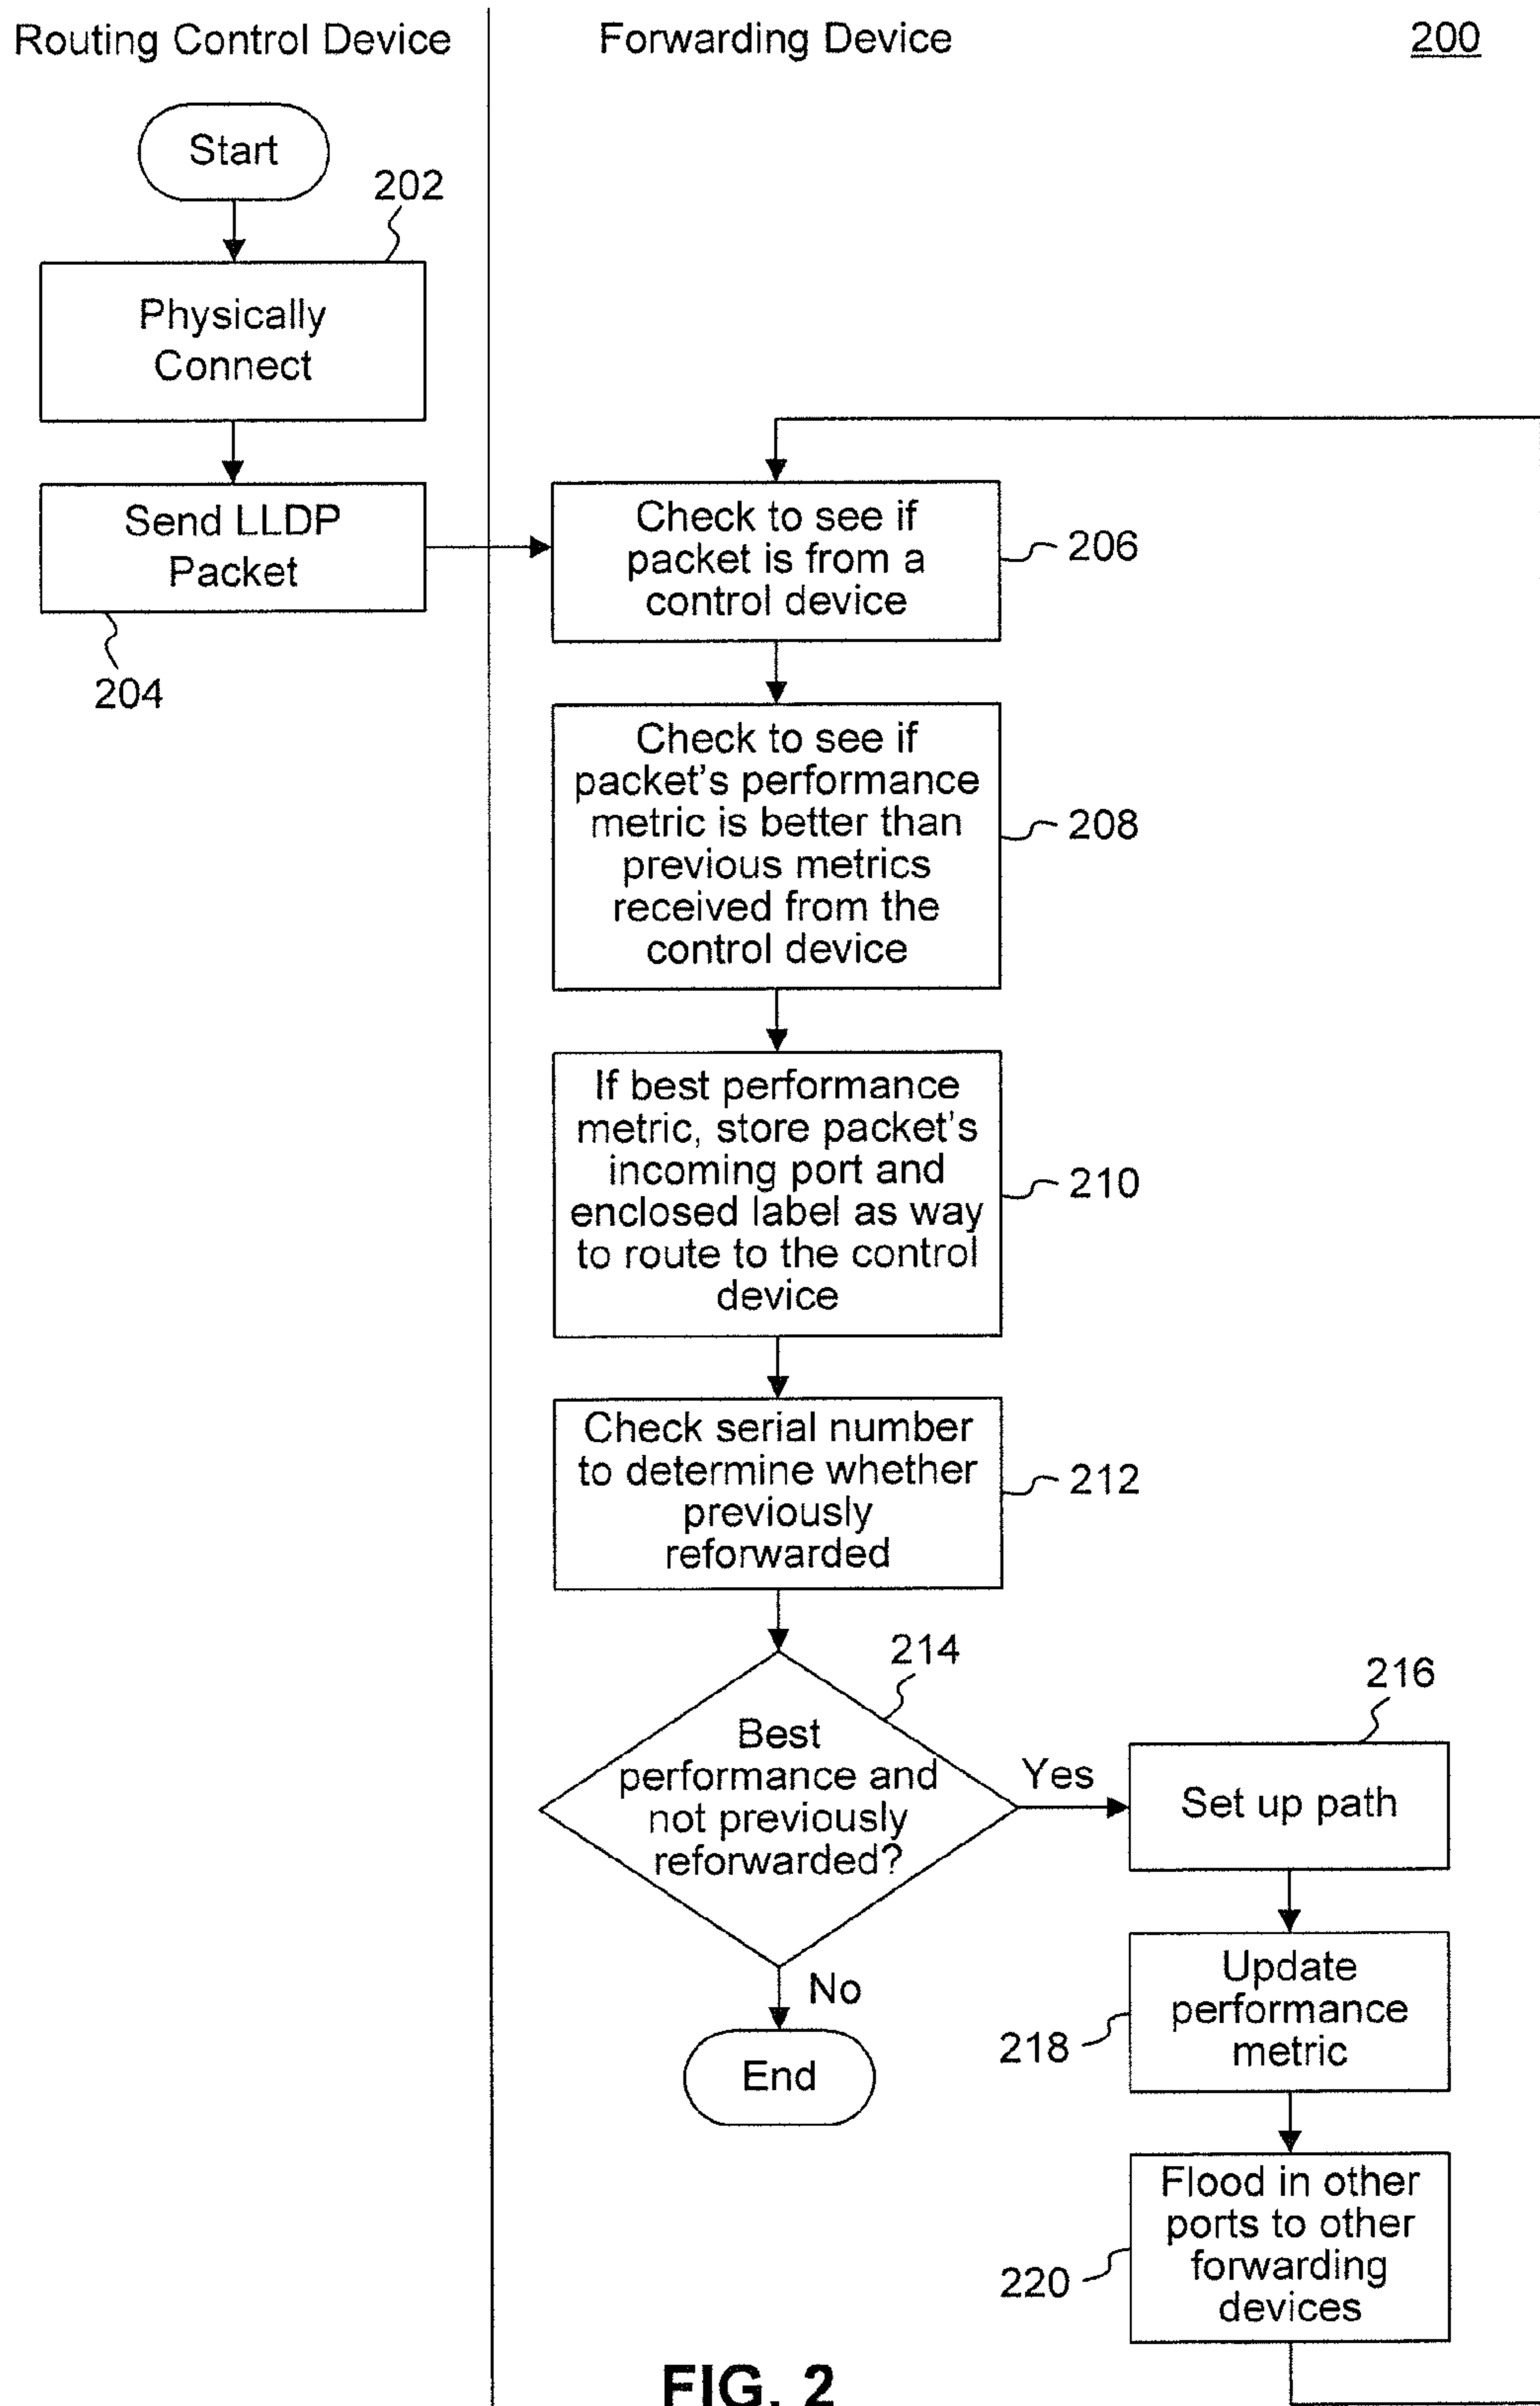 Routing Control Device
Forwarding Device
200
Start
202
Physically
Connect
Send LLDP
Packet
204
Check to see if
packet is from a
control device
206
Check to see if
packet's performance
metric is better than
previous metrics
received from the
control device
208
If best performance
metric, store packet's
incoming port and
enclosed label as way
to route to the control
device
210
Check serial number
to determine whether
previously
reforwarded
212
214
Best
performance and
not previously
reforwarded?
Yes
No
End
216
Set up path
Update
performance
metric
218
Flood in other
ports to other
forwarding
devices
220
FIG. 2